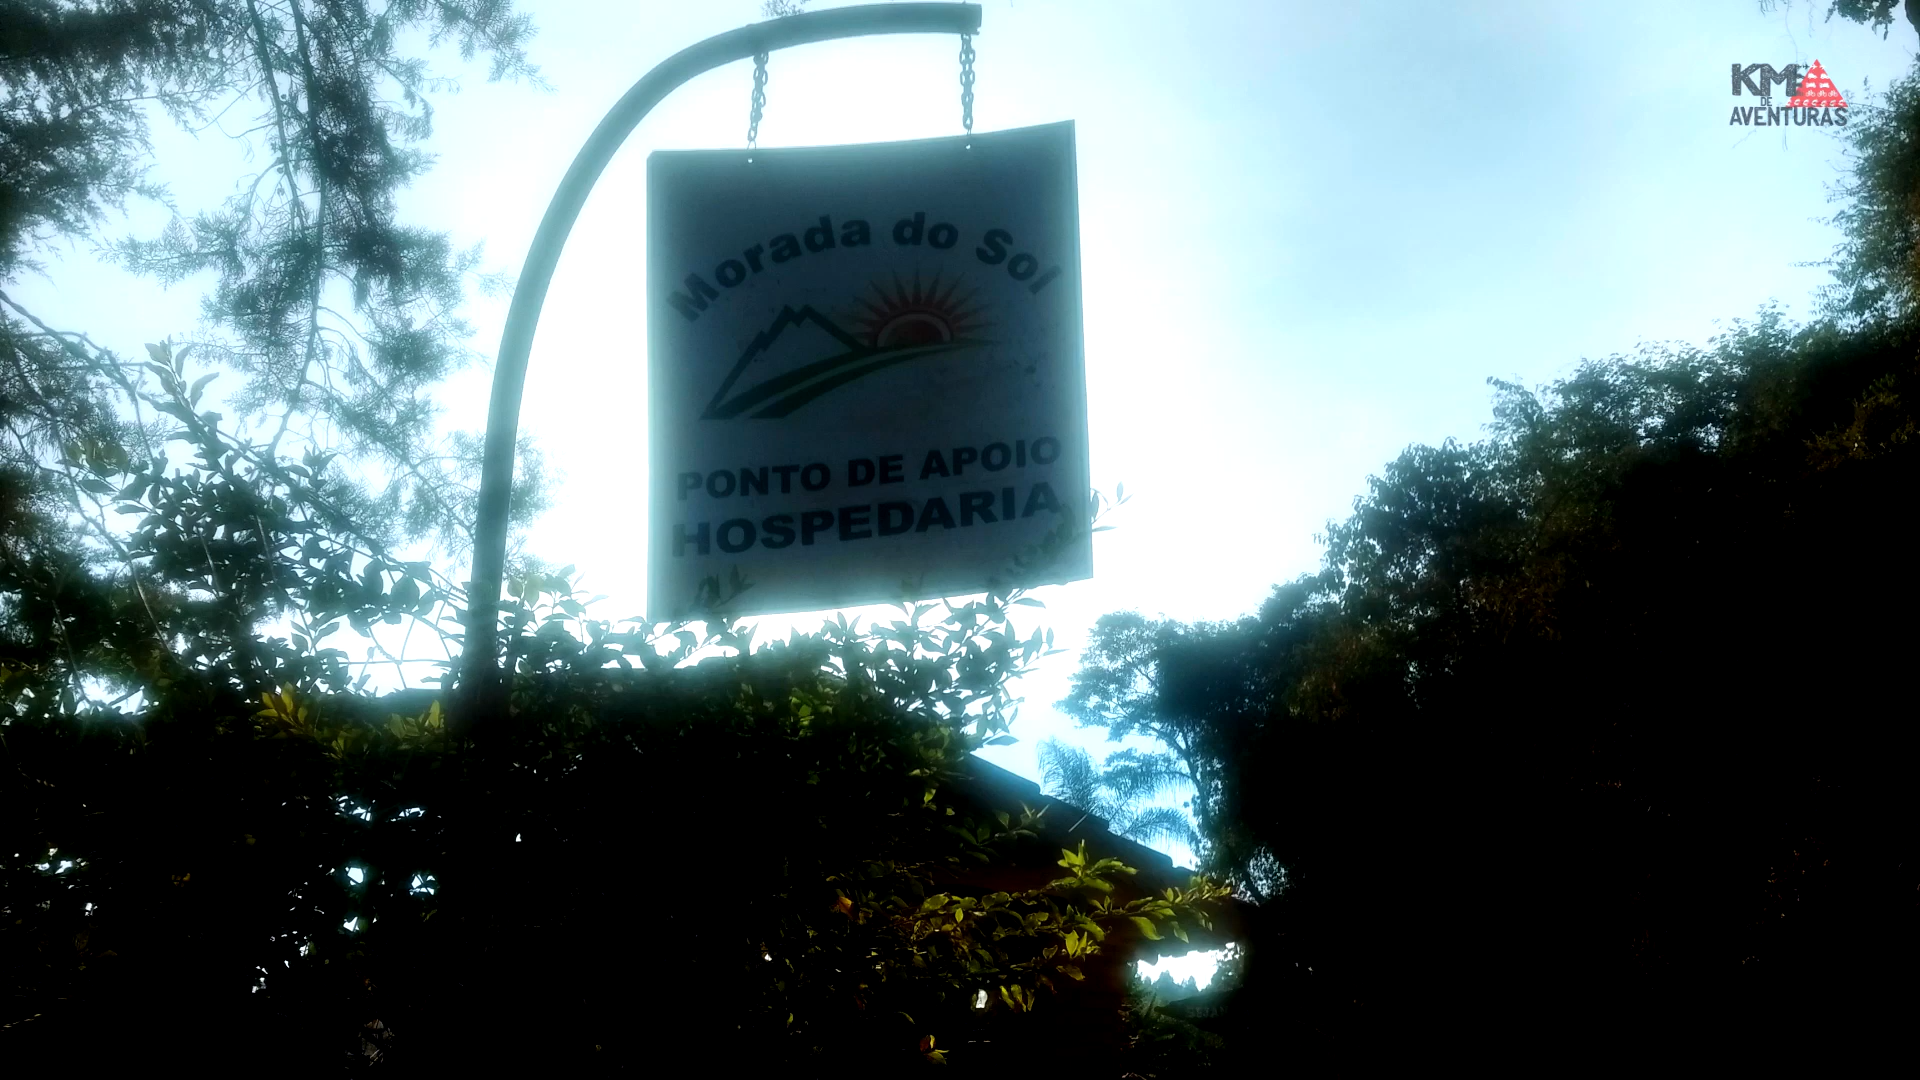 Morada do Sol
PONTO DE APOIO
HOSPEDARIA
KM
DE
AVENTURAS